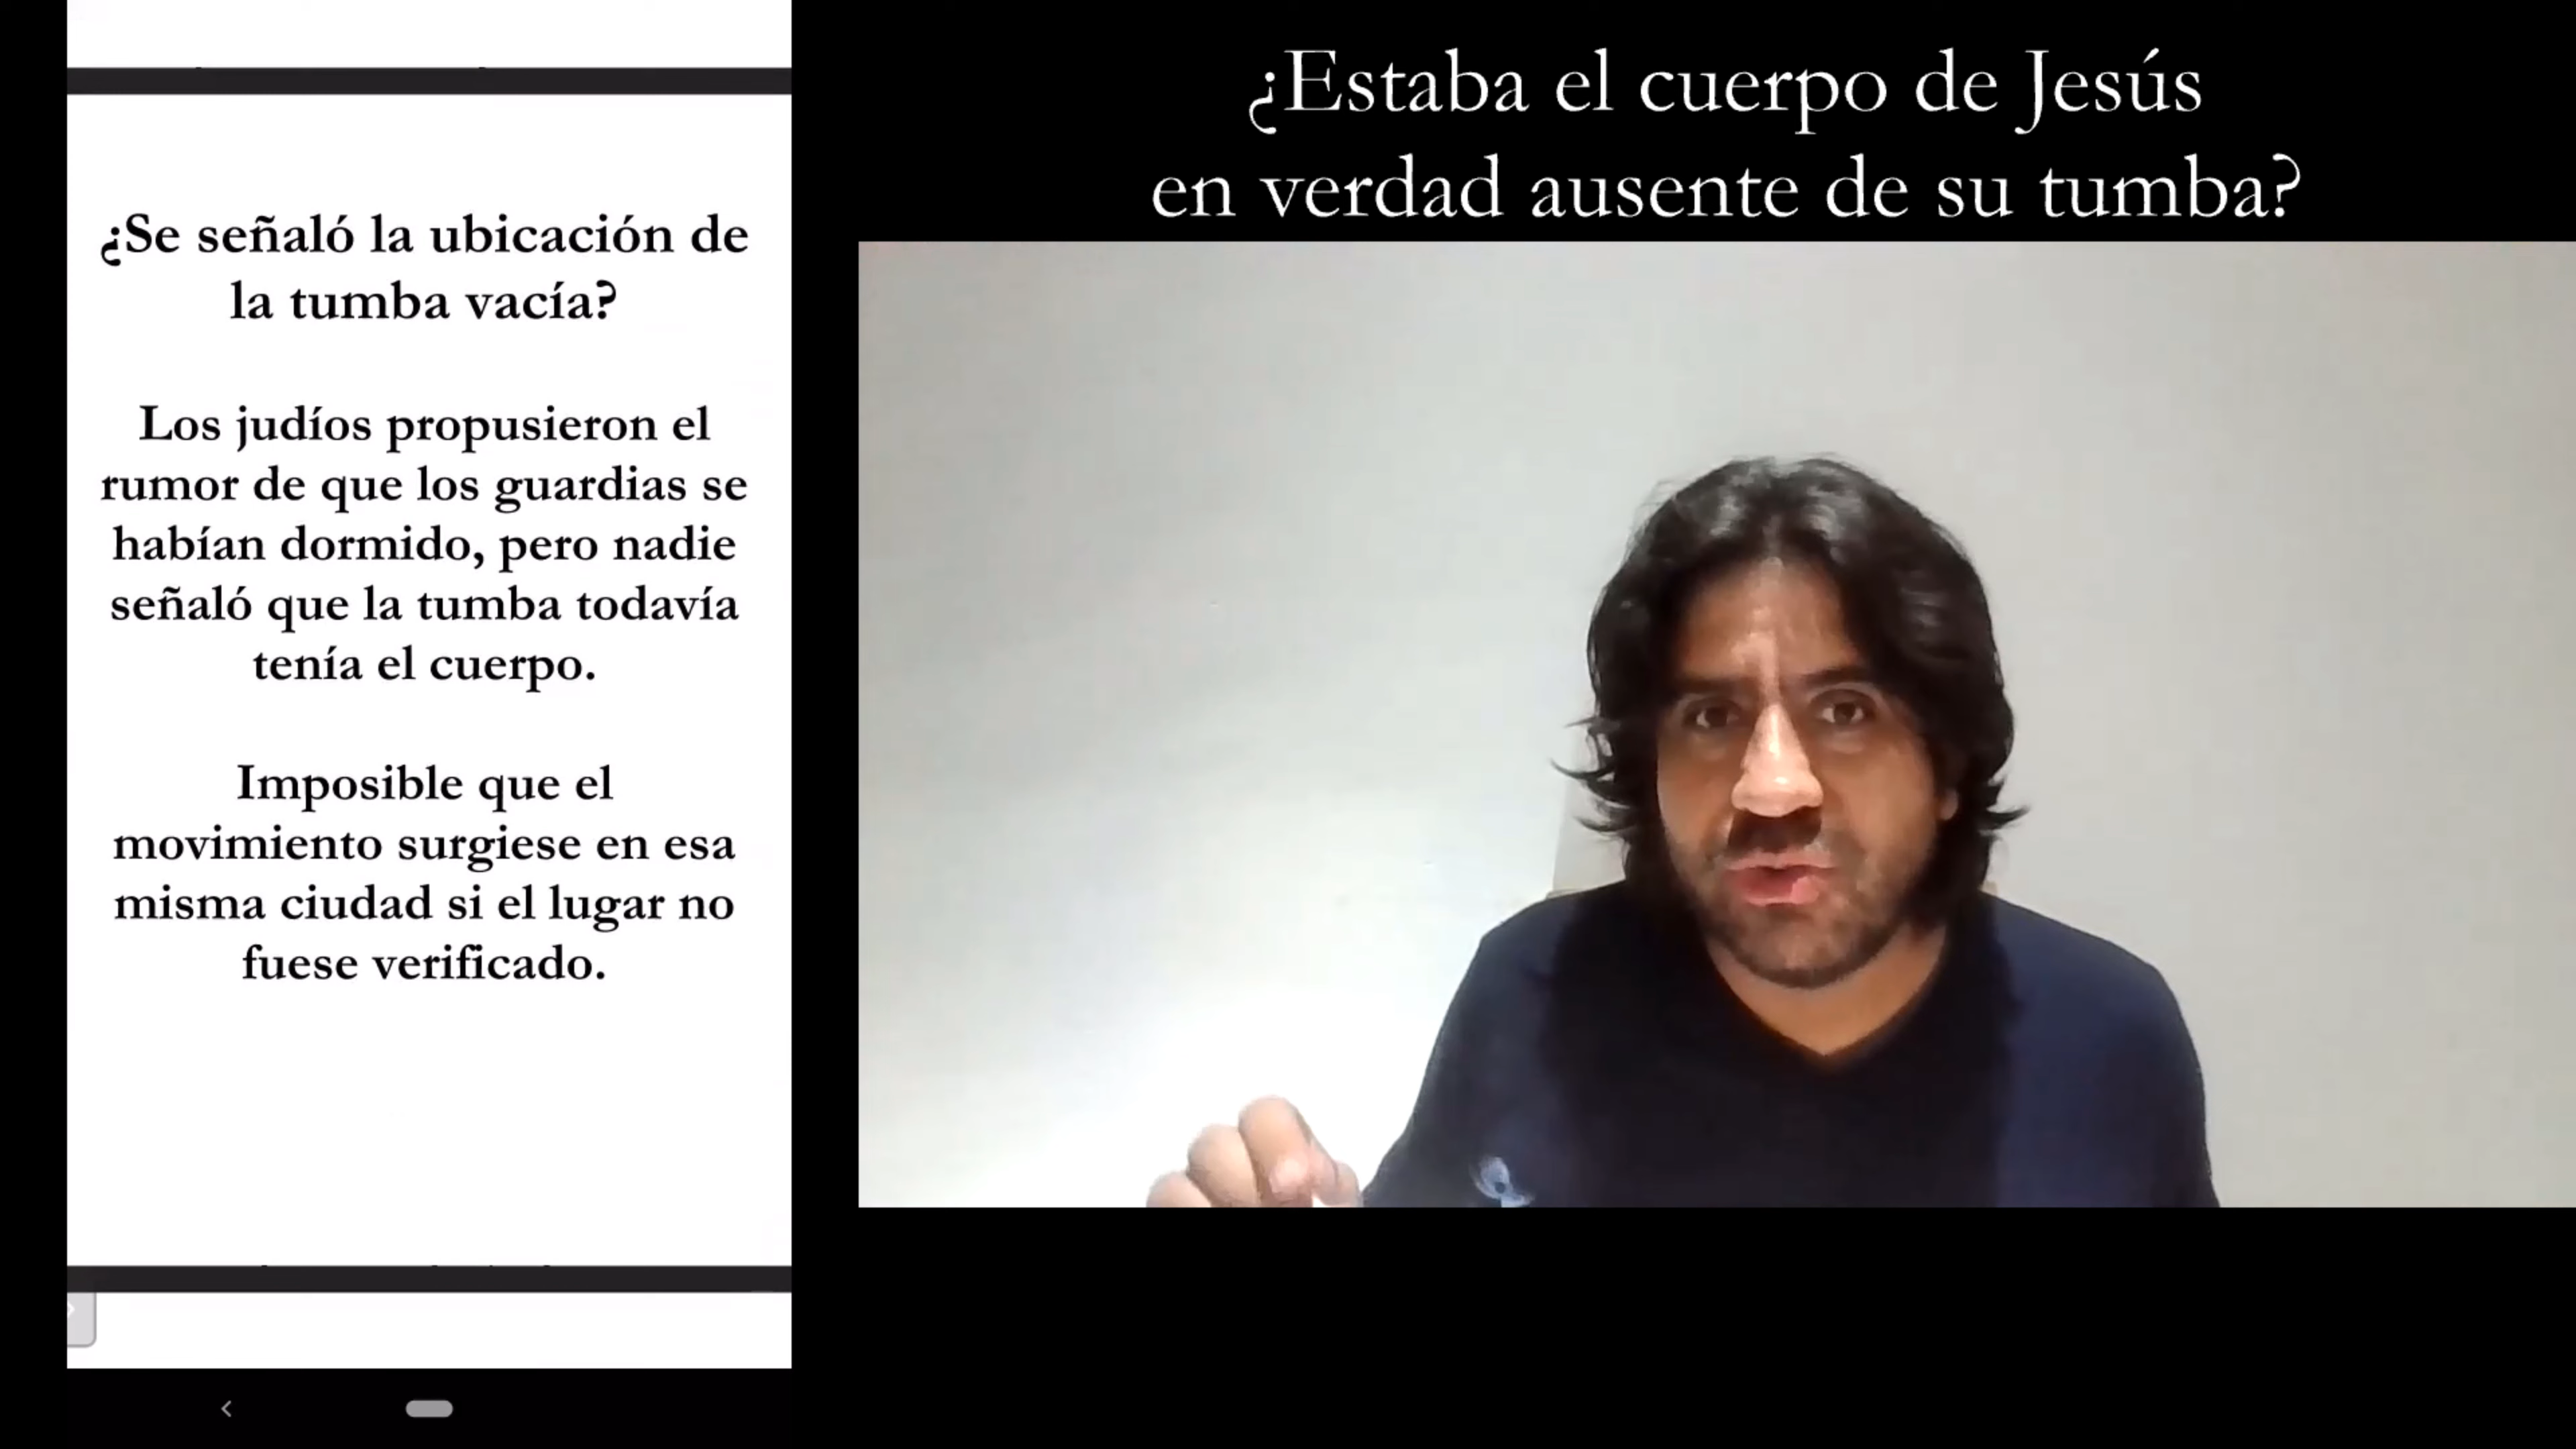 ¿Estaba el cuerpo de Jesús
en verdad ausente de su tumba?
¿Se señaló la ubicación de
la tumba vacía?
Los judíos propusieron el
rumor de que los guardias se
habían dormido, pero nadie
señaló que la tumba todavía
tenía el cuerpo.
Imposible que el
movimiento surgiese en esa
misma ciudad si el lugar no
fuese verificado.